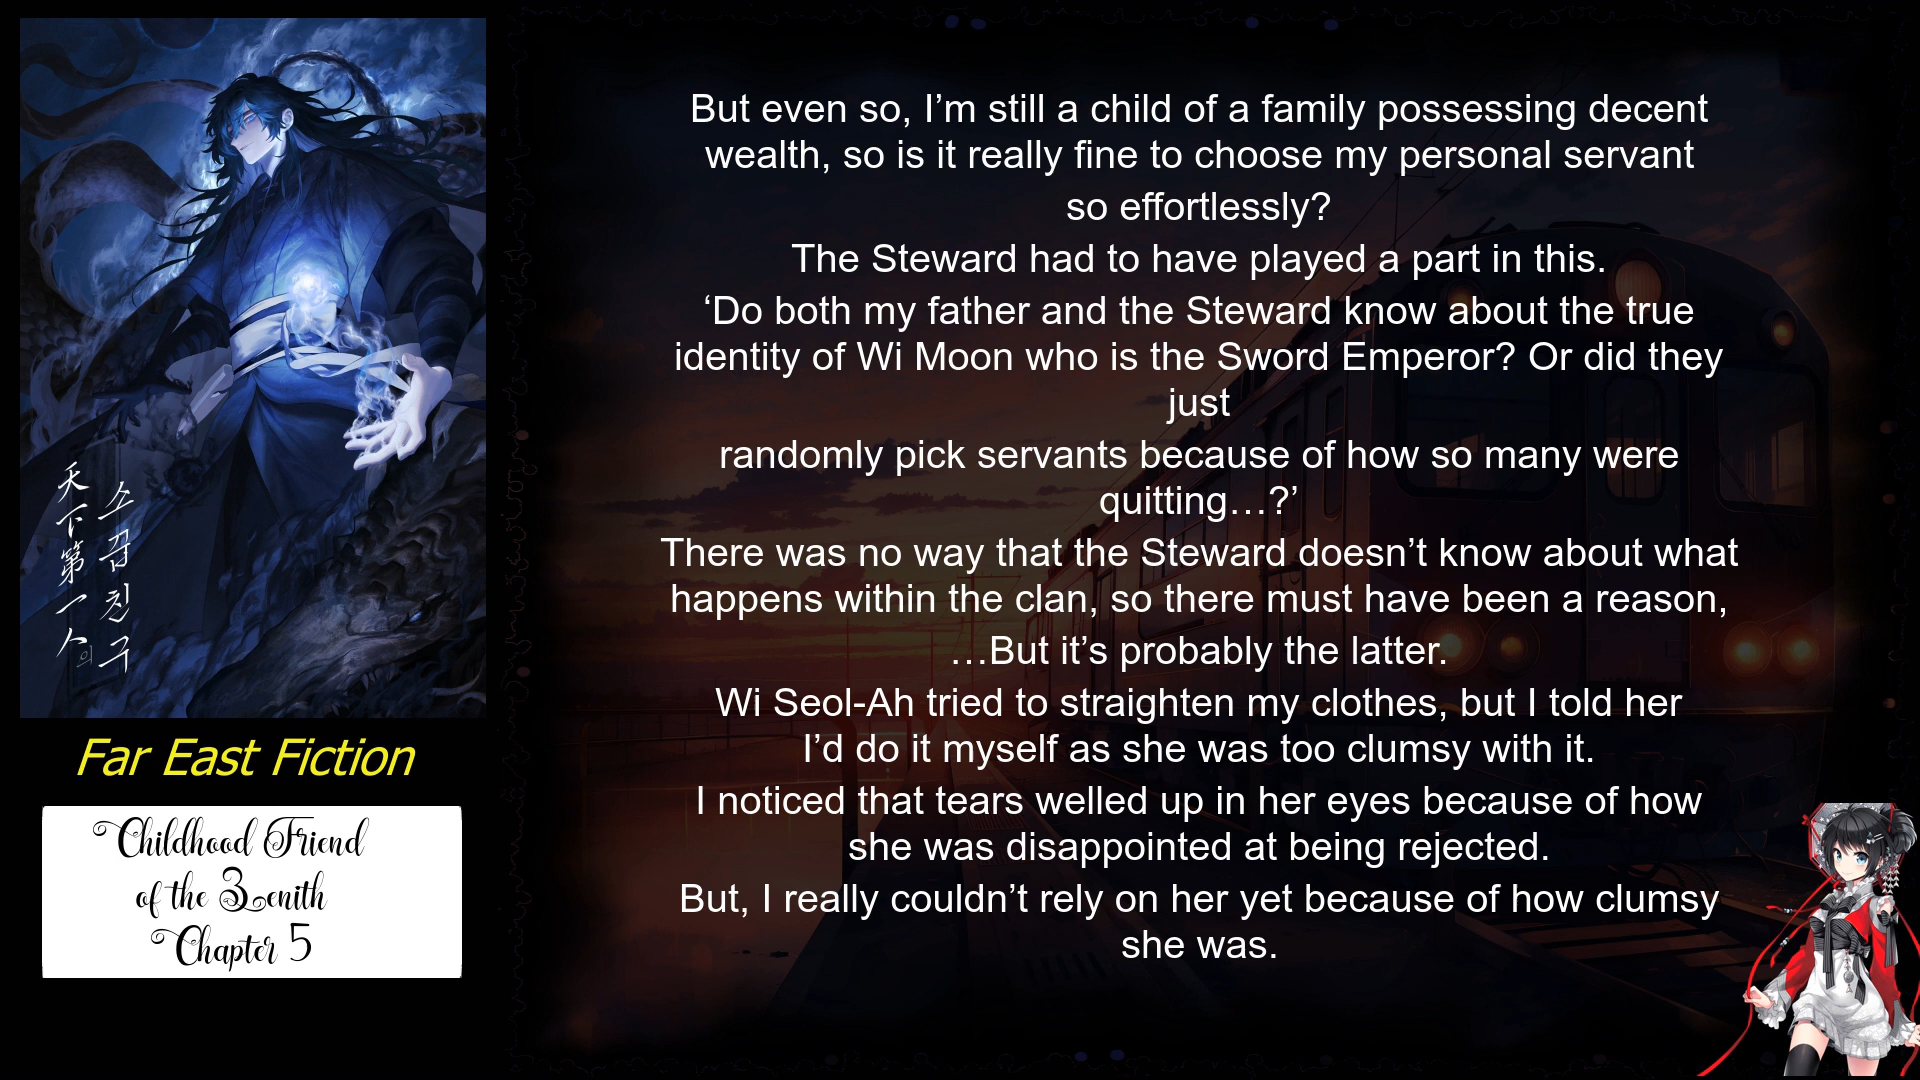 天下第一人의
소꿉친구
Far East Fiction
Childhood Friend
of the Zenith
Chapter 5
But even so, I’m still a child of a family possessing decent
wealth, so is it really fine to choose my personal servant
so effortlessly?
The Steward had to have played a part in this.
‘Do both my father and the Steward know about the true
identity of Wi Moon who is the Sword Emperor? Or did they
just
randomly pick servants because of how so many were
quitting…?’
There was no way that the Steward doesn’t know about what
happens within the clan, so there must have been a reason,
…But it’s probably the latter.
Wi Seol-Ah tried to straighten my clothes, but I told her
I’d do it myself as she was too clumsy with it.
I noticed that tears welled up in her eyes because of how
she was disappointed at being rejected.
But, I really couldn’t rely on her yet because of how clumsy
she was.